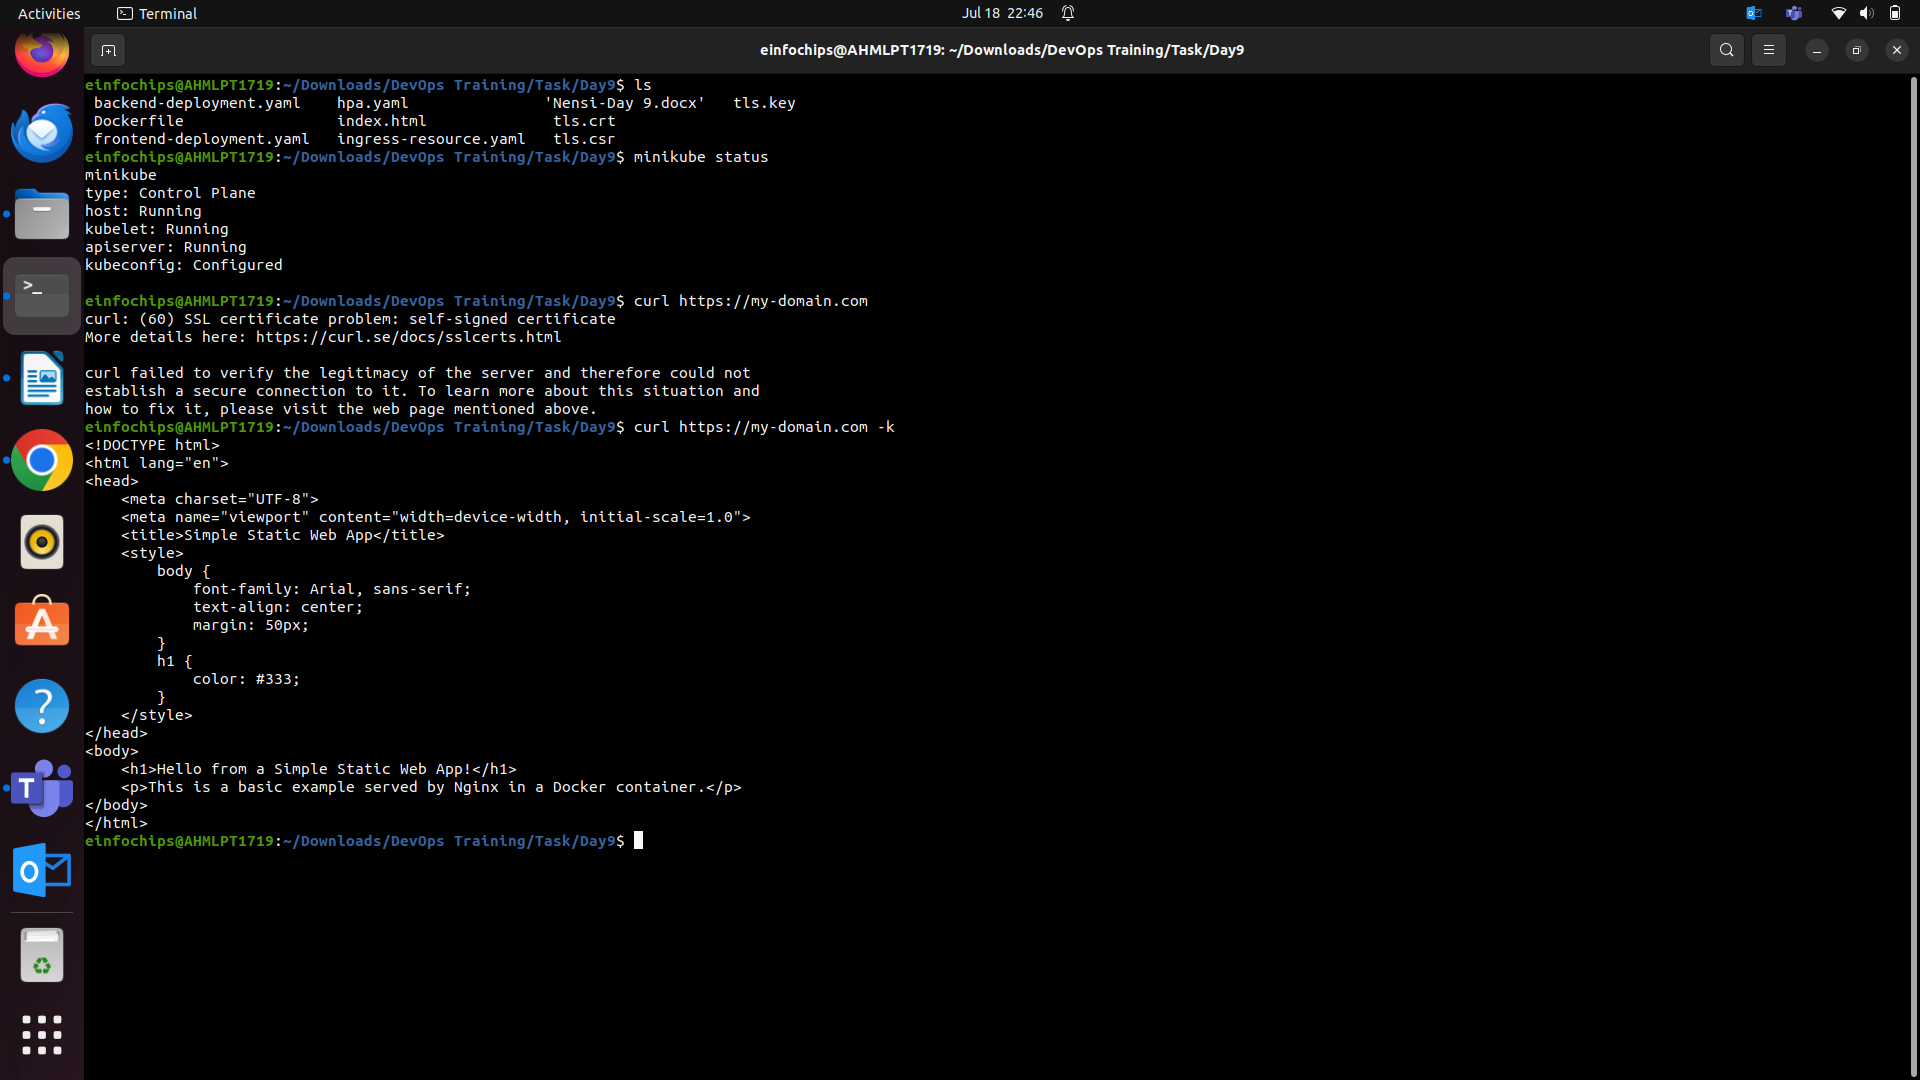 Activities Terminal Jul 18 22:46
einfochips@AHMLPT1719: ~/Downloads/DevOps Training/Task/Day9
einfochips@AHMLPT1719:~/Downloads/DevOps Training/Task/Day9$ ls
 backend-deployment.yaml    hpa.yaml               'Nensi-Day 9.docx'   tls.key
 Dockerfile                 index.html              tls.crt
 frontend-deployment.yaml   ingress-resource.yaml   tls.csr
einfochips@AHMLPT1719:~/Downloads/DevOps Training/Task/Day9$ minikube status
minikube
type: Control Plane
host: Running
kubelet: Running
apiserver: Running
kubeconfig: Configured
einfochips@AHMLPT1719:~/Downloads/DevOps Training/Task/Day9$ curl https://my-domain.com
curl: (60) SSL certificate problem: self-signed certificate
More details here: https://curl.se/docs/sslcerts.html
curl failed to verify the legitimacy of the server and therefore could not
establish a secure connection to it. To learn more about this situation and
how to fix it, please visit the web page mentioned above.
einfochips@AHMLPT1719:~/Downloads/DevOps Training/Task/Day9$ curl https://my-domain.com -k
<!DOCTYPE html>
<html lang="en">
<head>
    <meta charset="UTF-8">
    <meta name="viewport" content="width=device-width, initial-scale=1.0">
    <title>Simple Static Web App</title>
    <style>
        body {
            font-family: Arial, sans-serif;
            text-align: center;
            margin: 50px;
        }
        h1 {
            color: #333;
        }
    </style>
</head>
<body>
    <h1>Hello from a Simple Static Web App!</h1>
    <p>This is a basic example served by Nginx in a Docker container.</p>
</body>
</html>
einfochips@AHMLPT1719:~/Downloads/DevOps Training/Task/Day9$